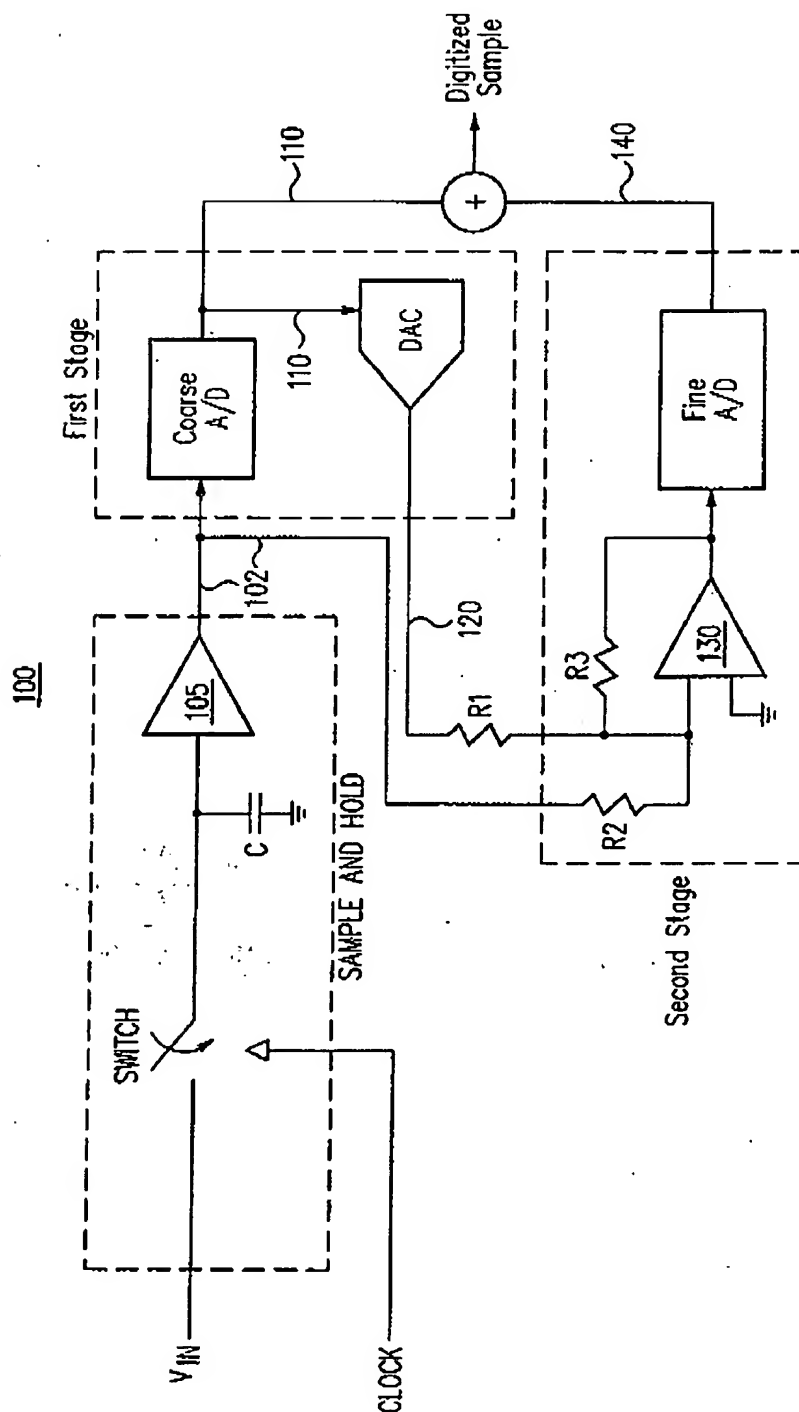 100
VIN
CLOCK
SWITCH
C
105
SAMPLE AND HOLD
102
First Stage
Coarse
A/D
110
110
DAC
120
R1
R2
R3
130
Fine
A/D
Second Stage
140
+
Digitized
Sample